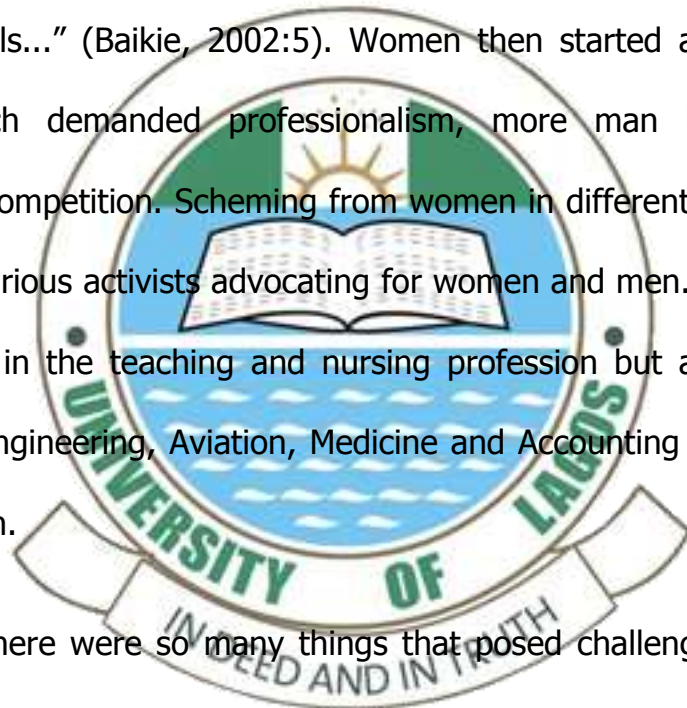 ls...” (Baikie, 2002:5). Women then started a
h demanded professionalism, more man
ompetition. Scheming from women in different
rious activists advocating for women and men.
in the teaching and nursing profession but a
ngineering, Aviation, Medicine and Accounting
n.
here were so many things that posed challeng
UNIVERSITY OF LAGOS
IN DEED AND IN TRUTH